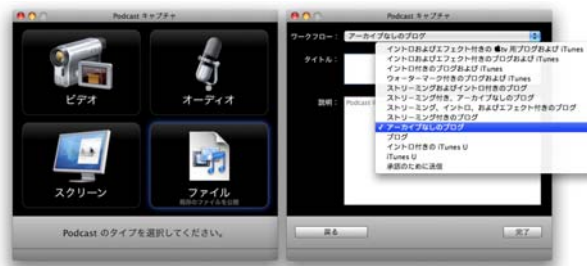 Podcast キャプチャ
ビデオ
オーディオ
スクリーン
ファイル
既存のファイルを公開
Podcast のタイプを選択してください。
Podcast キャプチャ
ワークフロー：
アーカイブなしのブログ
イントロおよびエフェクト付きの tv 用ブログおよび iTunes
イントロおよびエフェクト付きのブログおよび iTunes
イントロ付きのブログおよび iTunes
ウォーターマーク付きのブログおよび iTunes
ストリーミングおよびイントロ付きのブログ
ストリーミング付き、アーカイブなしのブログ
ストリーミング、イントロ、およびエフェクト付きのブログ
ストリーミング付きのブログ
✓ アーカイブなしのブログ
ブログ
イントロ付きの iTunes U
iTunes U
承認のために送信
タイトル：
説明：
Podcast
戻る
完了